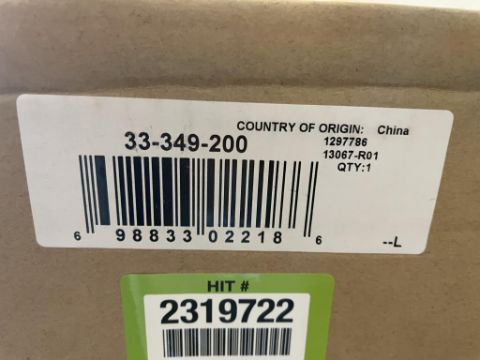 COUNTRY OF ORIGIN: China
33-349-200
1297786
13067-R01
QTY:1
6 98833 02218 6
--L
HIT #
2319722